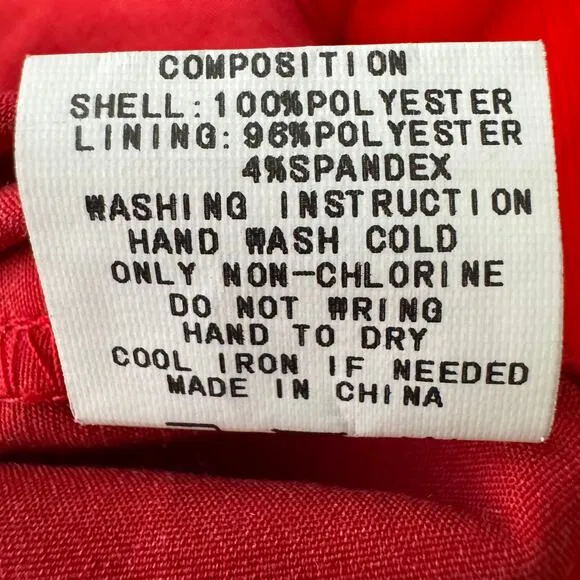 COMPOSITION
SHELL: 100%POLYESTER
LINING: 96%POLYESTER
4%SPANDEX
WASHING INSTRUCTION
HAND WASH COLD
ONLY NON-CHLORINE
DO NOT WRING
HAND TO DRY
COOL IRON IF NEEDED
MADE IN CHINA